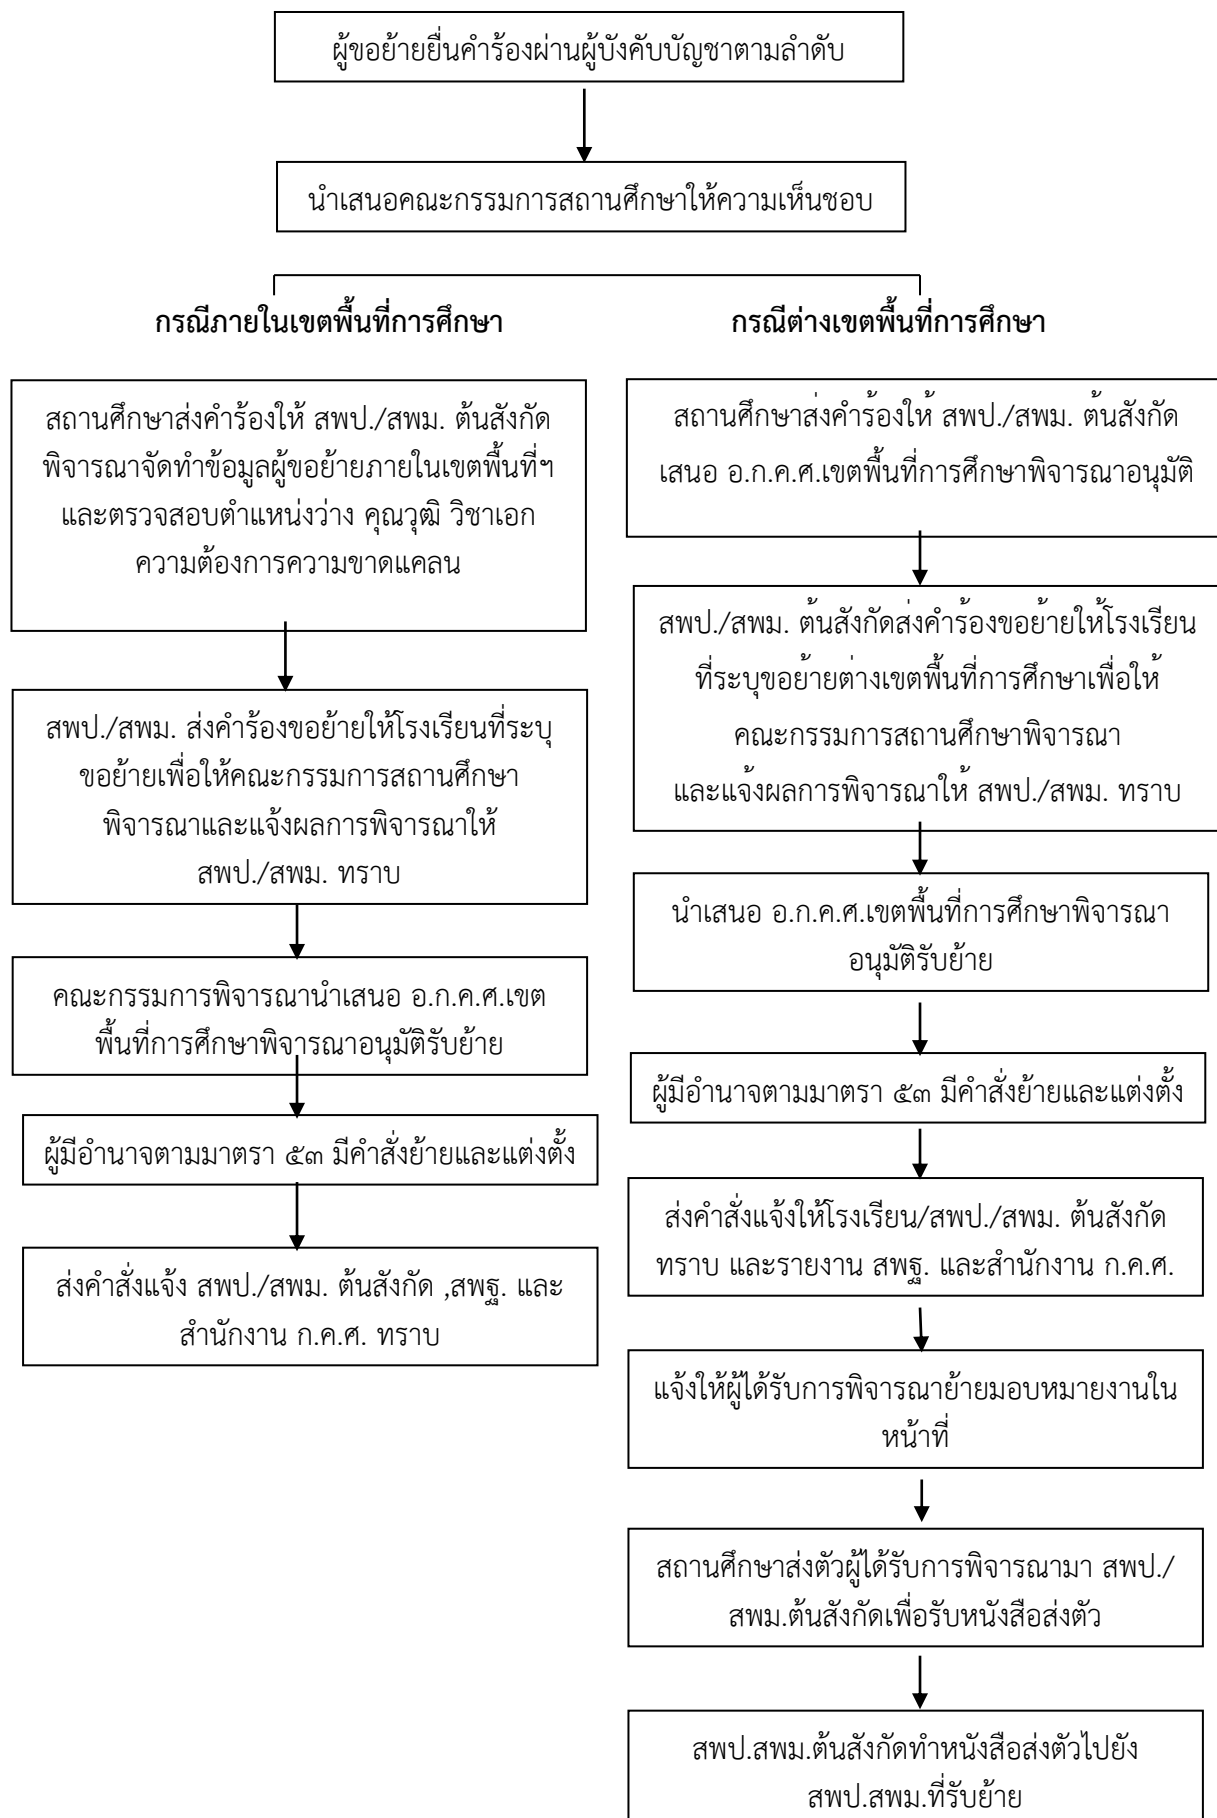 ผู้ขอย้ายยื่นคำร้องผ่านผู้บังคับบัญชาตามลำดับ
นำเสนอคณะกรรมการสถานศึกษาให้ความเห็นชอบ
กรณีภายในเขตพื้นที่การศึกษา
สถานศึกษาส่งคำร้องให้ สพป./สพม. ต้นสังกัด
พิจารณาจัดทำข้อมูลผู้ขอย้ายภายในเขตพื้นที่ฯ
และตรวจสอบตำแหน่งว่าง คุณวุฒิ วิชาเอก
ความต้องการความขาดแคลน
สพป./สพม. ส่งคำร้องขอย้ายให้โรงเรียนที่ระบุ
ขอย้ายเพื่อให้คณะกรรมการสถานศึกษา
พิจารณาและแจ้งผลการพิจารณาให้
สพป./สพม. ทราบ
คณะกรรมการพิจารณานำเสนอ อ.ก.ค.ศ.เขต
พื้นที่การศึกษาพิจารณาอนุมัติรับย้าย
ผู้มีอำนาจตามมาตรา ๕๓ มีคำสั่งย้ายและแต่งตั้ง
ส่งคำสั่งแจ้ง สพป./สพม. ต้นสังกัด ,สพฐ. และ
สำนักงาน ก.ค.ศ. ทราบ
กรณีต่างเขตพื้นที่การศึกษา
สถานศึกษาส่งคำร้องให้ สพป./สพม. ต้นสังกัด
เสนอ อ.ก.ค.ศ.เขตพื้นที่การศึกษาพิจารณาอนุมัติ
สพป./สพม. ต้นสังกัดส่งคำร้องขอย้ายให้โรงเรียน
ที่ระบุขอย้ายต่างเขตพื้นที่การศึกษาเพื่อให้
คณะกรรมการสถานศึกษาพิจารณา
และแจ้งผลการพิจารณาให้ สพป./สพม. ทราบ
นำเสนอ อ.ก.ค.ศ.เขตพื้นที่การศึกษาพิจารณา
อนุมัติรับย้าย
ผู้มีอำนาจตามมาตรา ๕๓ มีคำสั่งย้ายและแต่งตั้ง
ส่งคำสั่งแจ้งให้โรงเรียน/สพป./สพม. ต้นสังกัด
ทราบ และรายงาน สพฐ. และสำนักงาน ก.ค.ศ.
แจ้งให้ผู้ได้รับการพิจารณาย้ายมอบหมายงานใน
หน้าที่
สถานศึกษาส่งตัวผู้ได้รับการพิจารณามา สพป./
สพม.ต้นสังกัดเพื่อรับหนังสือส่งตัว
สพป.สพม.ต้นสังกัดทำหนังสือส่งตัวไปยัง
สพป.สพม.ที่รับย้าย